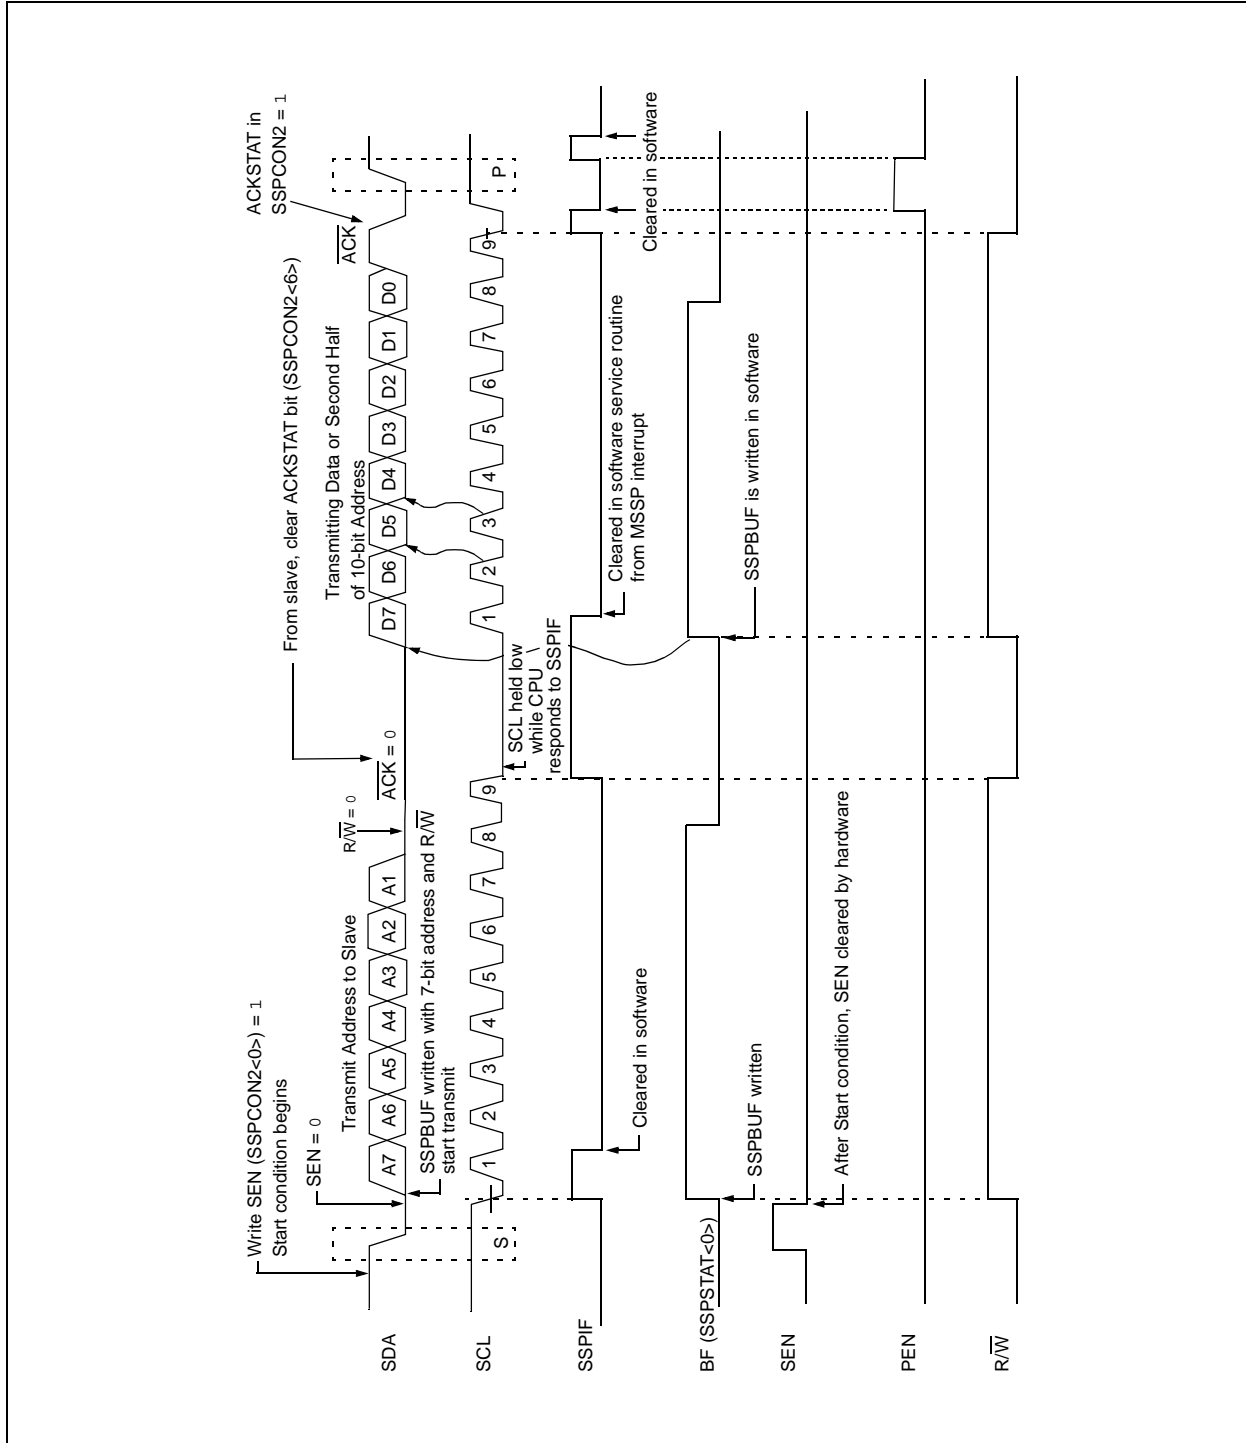 Write SEN (SSPCON2<0>) = 1
Start condition begins
SEN = 0
From slave, clear ACKSTAT bit (SSPCON2<6>)
ACKSTAT in
SSPCON2 = 1
Transmit Address to Slave
R/W = 0
ACK = 0
Transmitting Data or Second Half
of 10-bit Address
ACK
SDA
A7 A6 A5 A4 A3 A2 A1 D7 D6 D5 D4 D3 D2 D1 D0
SSPBUF written with 7-bit address and R/W
start transmit
SCL
S 1 2 3 4 5 6 7 8 9 1 2 3 4 5 6 7 8 9 P
SCL held low
while CPU
responds to SSPIF
SSPIF
Cleared in software
Cleared in software service routine
from MSSP interrupt
Cleared in software
BF (SSPSTAT<0>)
SSPBUF written
SSPBUF is written in software
SEN
After Start condition, SEN cleared by hardware
PEN
R/W